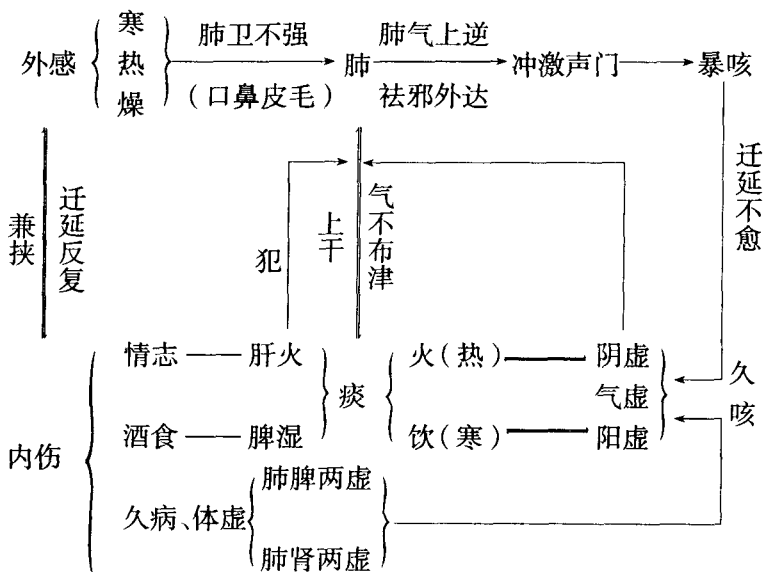 外感
寒
热
燥
肺卫不强
(口鼻皮毛)
肺
肺气上逆
祛邪外达
冲激声门
暴咳
兼挟
迁延反复
犯
上干
气不布津
迁延不愈
内伤
情志
肝火
酒食
脾湿
痰
火(热)
饮(寒)
阴虚
气虚
阳虚
久咳
久病、体虚
肺脾两虚
肺肾两虚